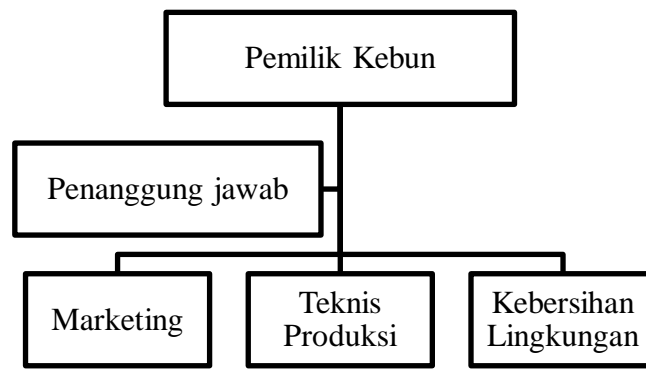 Pemilik Kebun
Penanggung jawab
Marketing
Teknis
Produksi
Kebersihan
Lingkungan